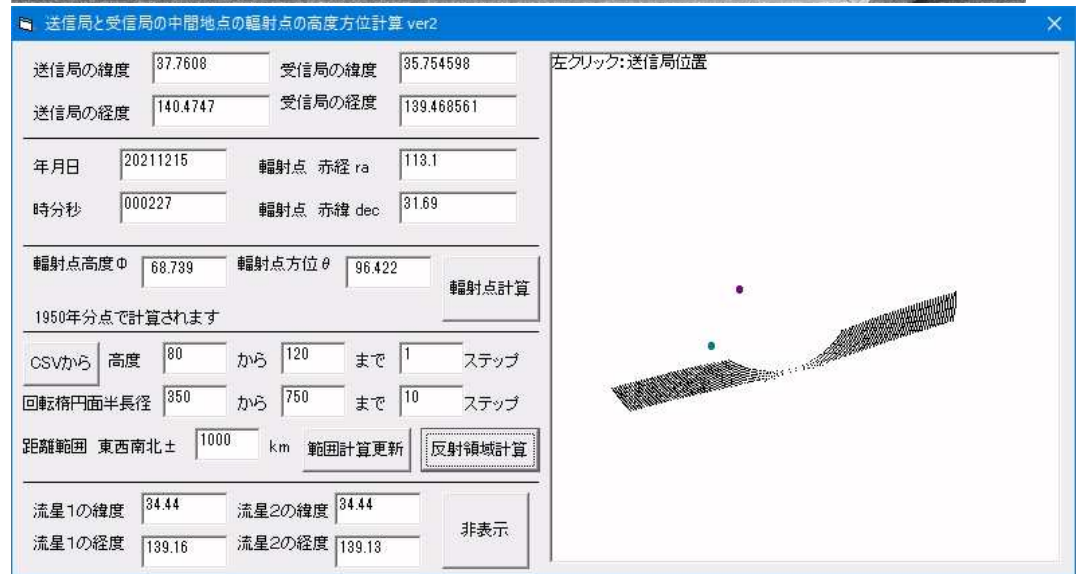 送信局と受信局の中間地点の輻射点の高度方位計算 ver2
送信局の緯度 37.7608 受信局の緯度 35.754598
送信局の経度 140.4747 受信局の経度 139.468561
年月日 20211215 輻射点 赤経 ra 113.1
時分秒 000227 輻射点 赤緯 dec 31.69
輻射点高度Φ 68.739 輻射点方位θ 96.422 輻射点計算
1950年分点で計算されます
CSVから 高度 80 から 120 まで 1 ステップ
回転楕円面半長径 350 から 750 まで 10 ステップ
距離範囲 東西南北± 1000 km 範囲計算更新 反射領域計算
流星1の緯度 34.44 流星2の緯度 34.44 非表示
流星1の経度 139.16 流星2の経度 139.13
左クリック:送信局位置